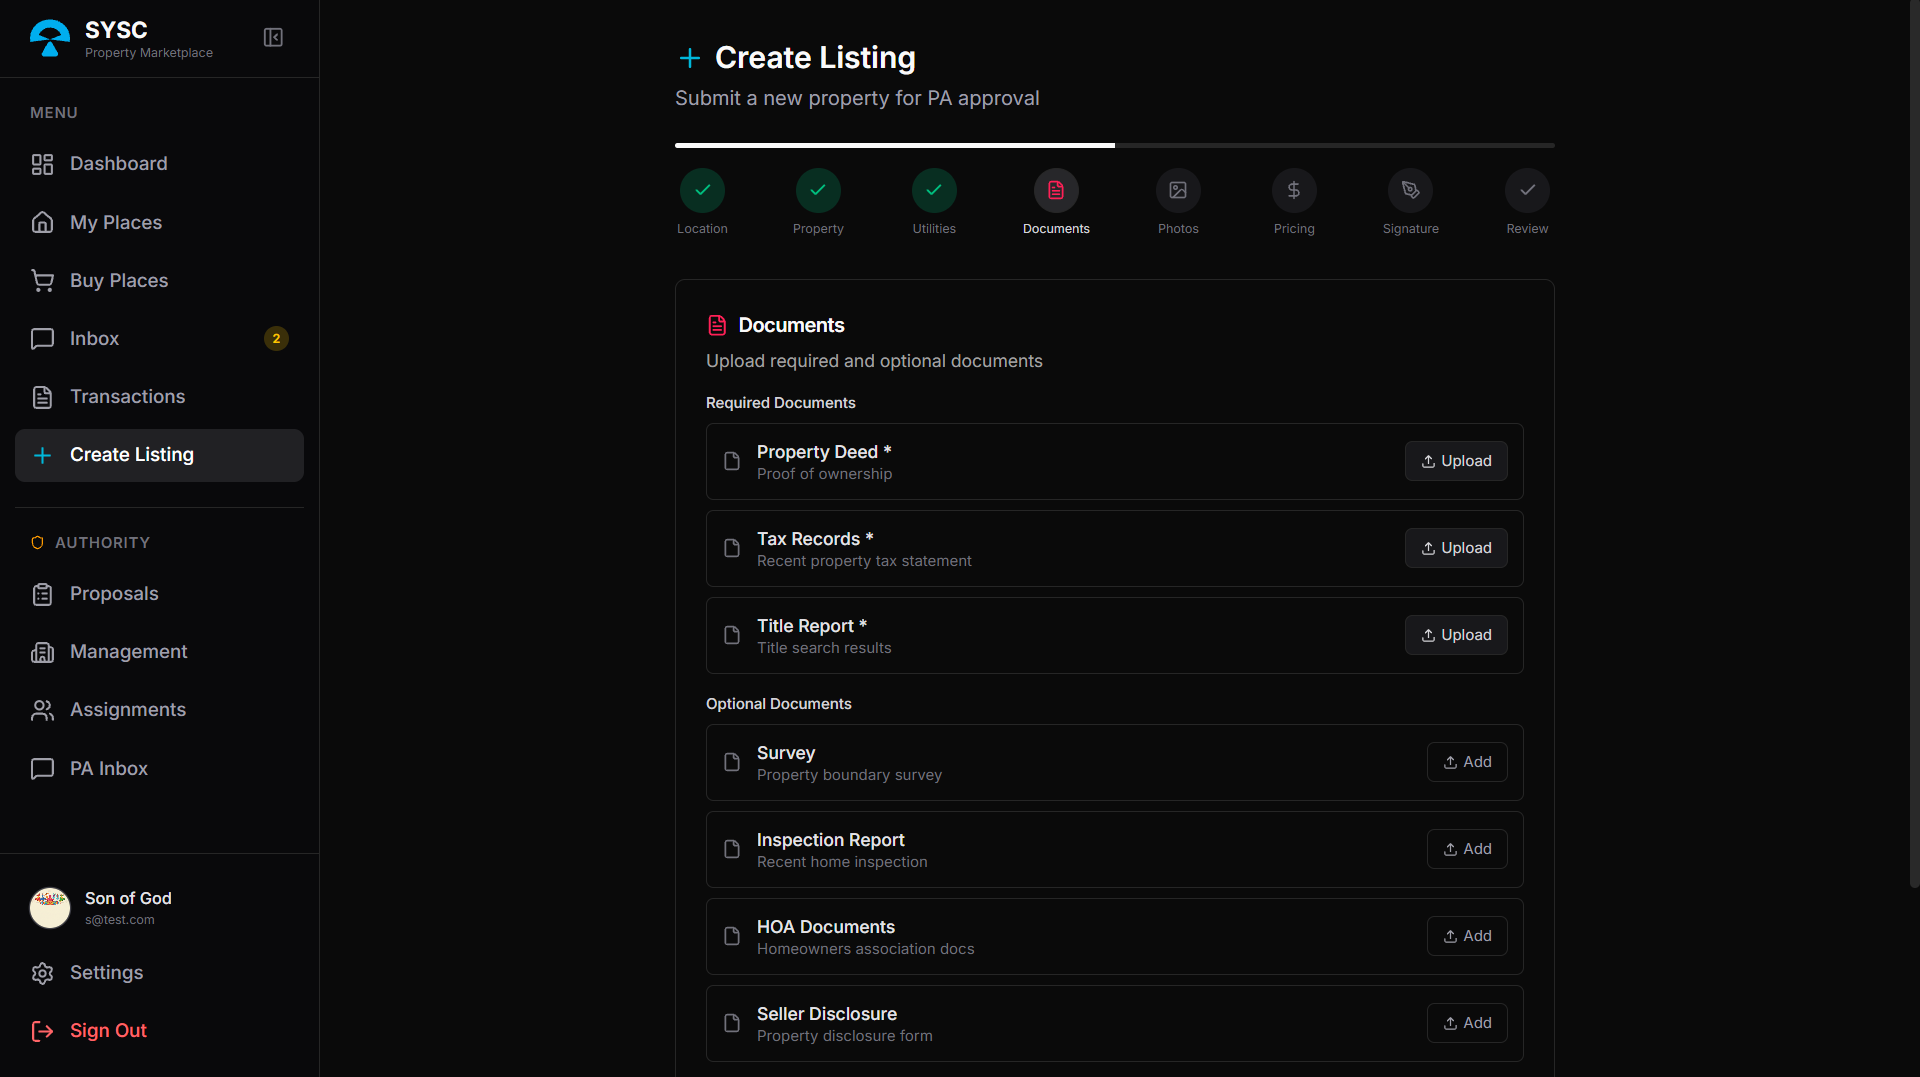 SYSC
Property Marketplace
MENU
Dashboard
My Places
Buy Places
Inbox
2
Transactions
Create Listing
AUTHORITY
Proposals
Management
Assignments
PA Inbox
Son of God
s@test.com
Settings
Sign Out
Create Listing
Submit a new property for PA approval
Location
Property
Utilities
Documents
Photos
Pricing
Signature
Review
Documents
Upload required and optional documents
Required Documents
Property Deed *
Proof of ownership
Upload
Tax Records *
Recent property tax statement
Upload
Title Report *
Title search results
Upload
Optional Documents
Survey
Property boundary survey
Add
Inspection Report
Recent home inspection
Add
HOA Documents
Homeowners association docs
Add
Seller Disclosure
Property disclosure form
Add